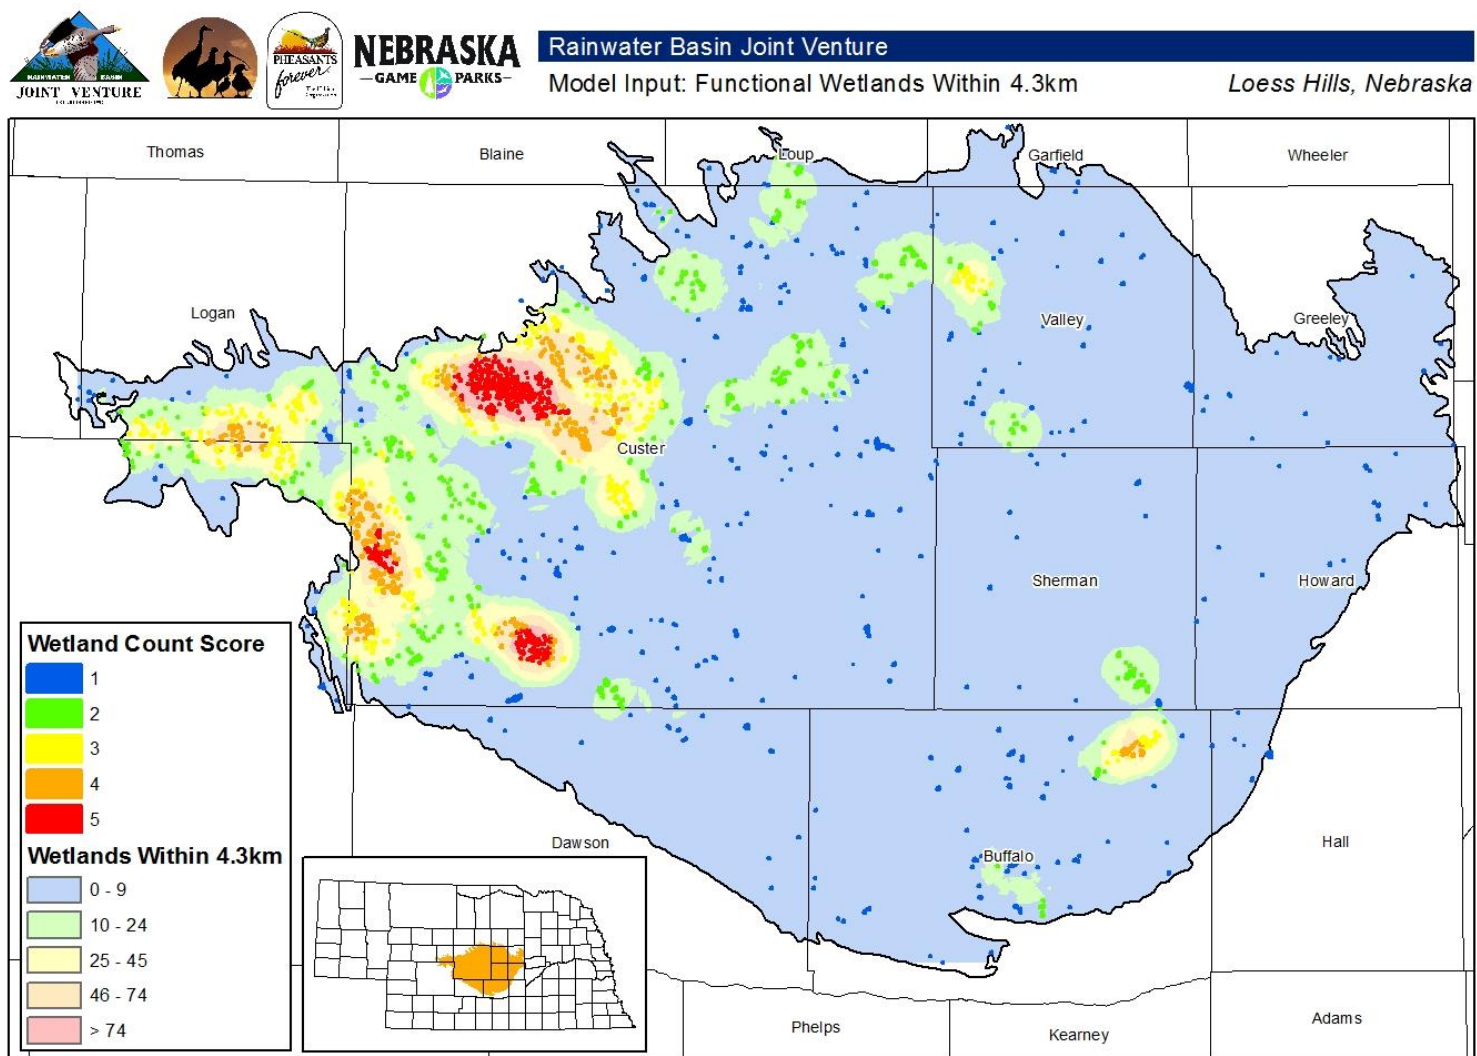 RAINWATER BASIN
JOINT VENTURE
PHEASANTS
forever
NEBRASKA
GAME PARKS
Rainwater Basin Joint Venture
Model Input: Functional Wetlands Within 4.3km
Loess Hills, Nebraska
Thomas
Blaine
Loup
Garfield
Wheeler
Logan
Valley
Greeley
Custer
Sherman
Howard
Dawson
Buffalo
Hall
Phelps
Kearney
Adams
Wetland Count Score
1
2
3
4
5
Wetlands Within 4.3km
0 - 9
10 - 24
25 - 45
46 - 74
> 74